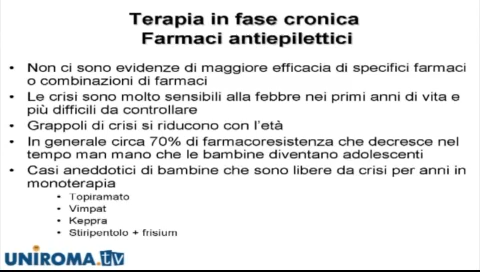 Terapia in fase cronica
Farmaci antiepilettici
• Non ci sono evidenze di maggiore efficacia di specifici farmaci
o combinazioni di farmaci
• Le crisi sono molto sensibili alla febbre nei primi anni di vita e
più difficili da controllare
• Grappoli di crisi si riducono con l'età
• In generale circa 70% di farmacoresistenza che decresce nel
tempo man mano che le bambine diventano adolescenti
• Casi aneddotici di bambine che sono libere da crisi per anni in
monoterapia
• Topiramato
• Vimpat
• Keppra
• Stiripentolo + frisium
UNIROMA.tv